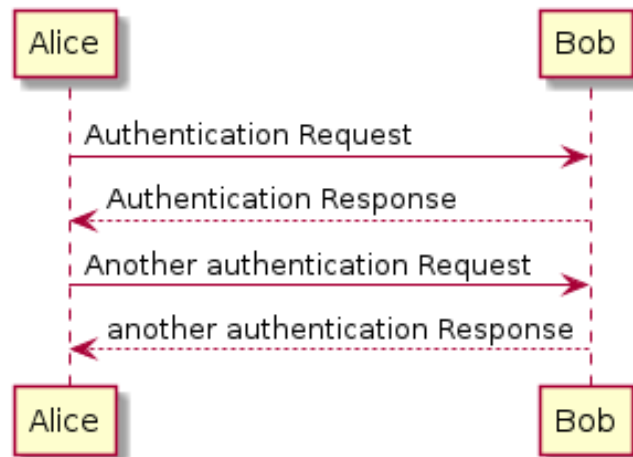 Alice
Bob
Authentication Request
Authentication Response
Another authentication Request
another authentication Response
Alice
Bob